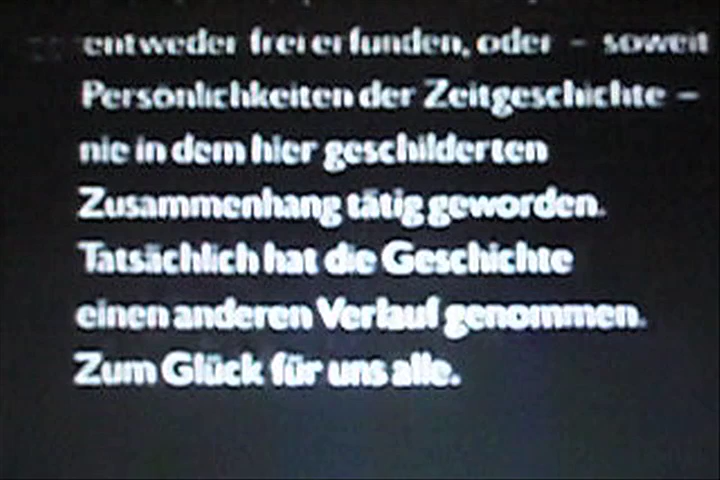 entweder frei erfunden, oder – soweit
Persönlichkeiten der Zeitgeschichte –
nie in dem hier geschilderten
Zusammenhang tätig geworden.
Tatsächlich hat die Geschichte
einen anderen Verlauf genommen.
Zum Glück für uns alle.